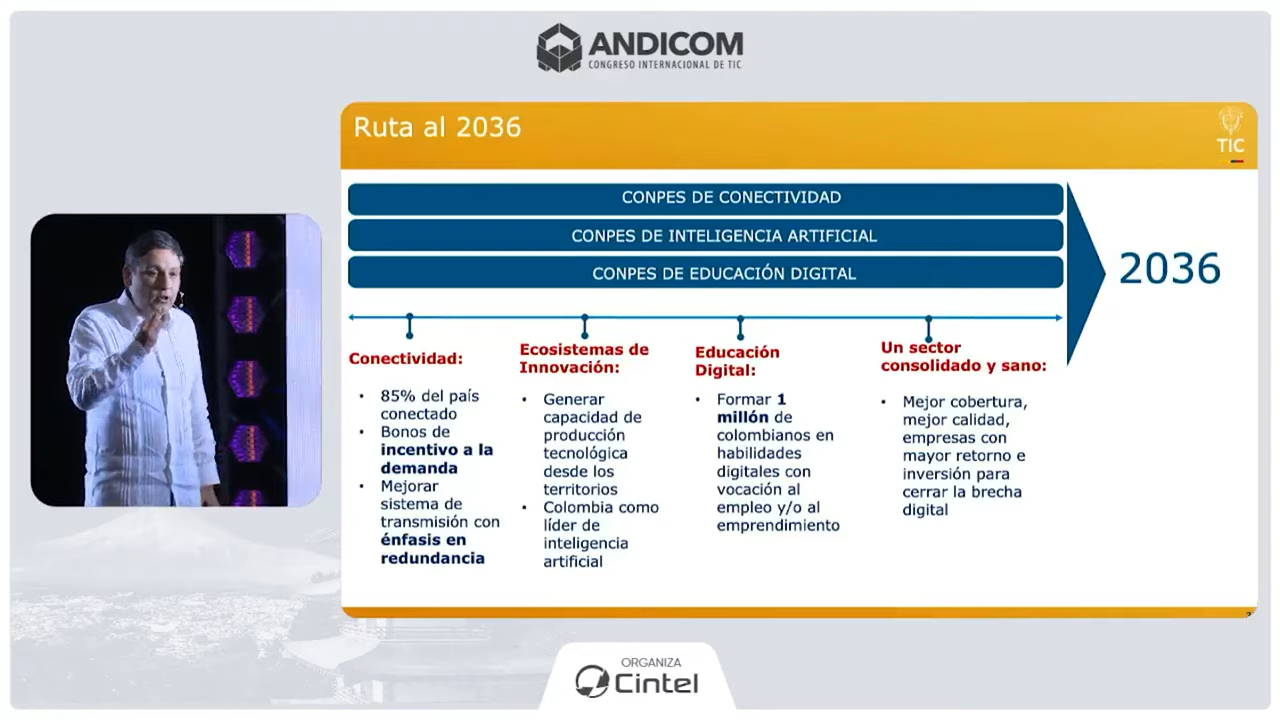 ANDICOM
CONGRESO INTERNACIONAL DE TIC
Ruta al 2036
TIC
CONPES DE CONECTIVIDAD
CONPES DE INTELIGENCIA ARTIFICIAL
CONPES DE EDUCACIÓN DIGITAL
2036
Conectividad:
• 85% del país
conectado
• Bonos de
incentivo a la
demanda
• Mejorar
sistema de
transmisión con
énfasis en
redundancia
Ecosistemas de
Innovación:
• Generar
capacidad de
producción
tecnológica
desde los
territorios
• Colombia como
líder de
inteligencia
artificial
Educación
Digital:
• Formar 1
millón de
colombianos en
habilidades
digitales con
vocación al
empleo y/o al
emprendimiento
Un sector
consolidado y sano:
• Mejor cobertura,
mejor calidad,
empresas con
mayor retorno e
inversión para
cerrar la brecha
digital
ORGANIZA
Cintel